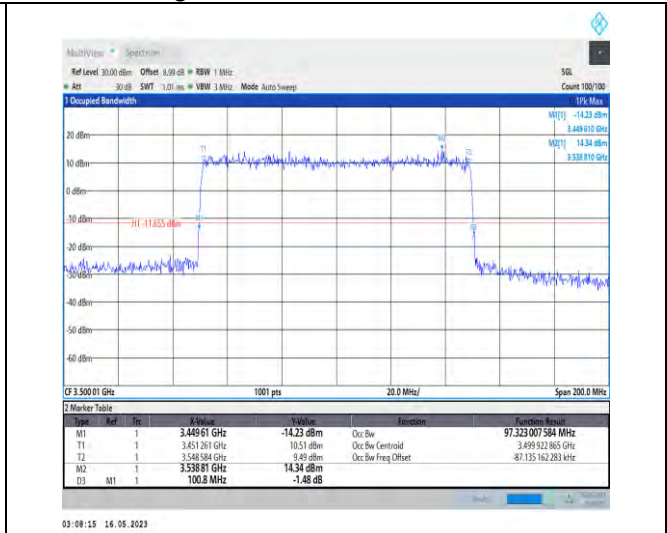 MultiView Spectrum
Ref Level 30.00 dBm Offset 8.99 dB RBW 1 MHz SGL
Att 30 dB SWT 1.01 ms VBW 3 MHz Mode Auto Sweep Count 100/100
1 Occupied Bandwidth 1Pk Max
M1[1] -14.23 dBm
3.449 610 GHz
M2[1] 14.34 dBm
3.538 810 GHz
20 dBm
10 dBm
0 dBm
-10 dBm
H1 -11.655 dBm
-20 dBm
-30 dBm
-40 dBm
-50 dBm
-60 dBm
T1
M2
T2
M1
D3
CF 3.500 01 GHz 1001 pts 20.0 MHz/ Span 200.0 MHz
2 Marker Table
Type Ref Trc X-Value Y-Value Function Function Result
M1 1 3.449 61 GHz -14.23 dBm Occ Bw 97.323 007 584 MHz
T1 1 3.451 261 GHz 10.51 dBm Occ Bw Centroid 3.499 922 865 GHz
T2 1 3.548 584 GHz 9.49 dBm Occ Bw Freq Offset -87.135 162 283 kHz
M2 1 3.538 81 GHz 14.34 dBm
D3 M1 1 100.8 MHz -1.48 dB
03:08:15 16.05.2023